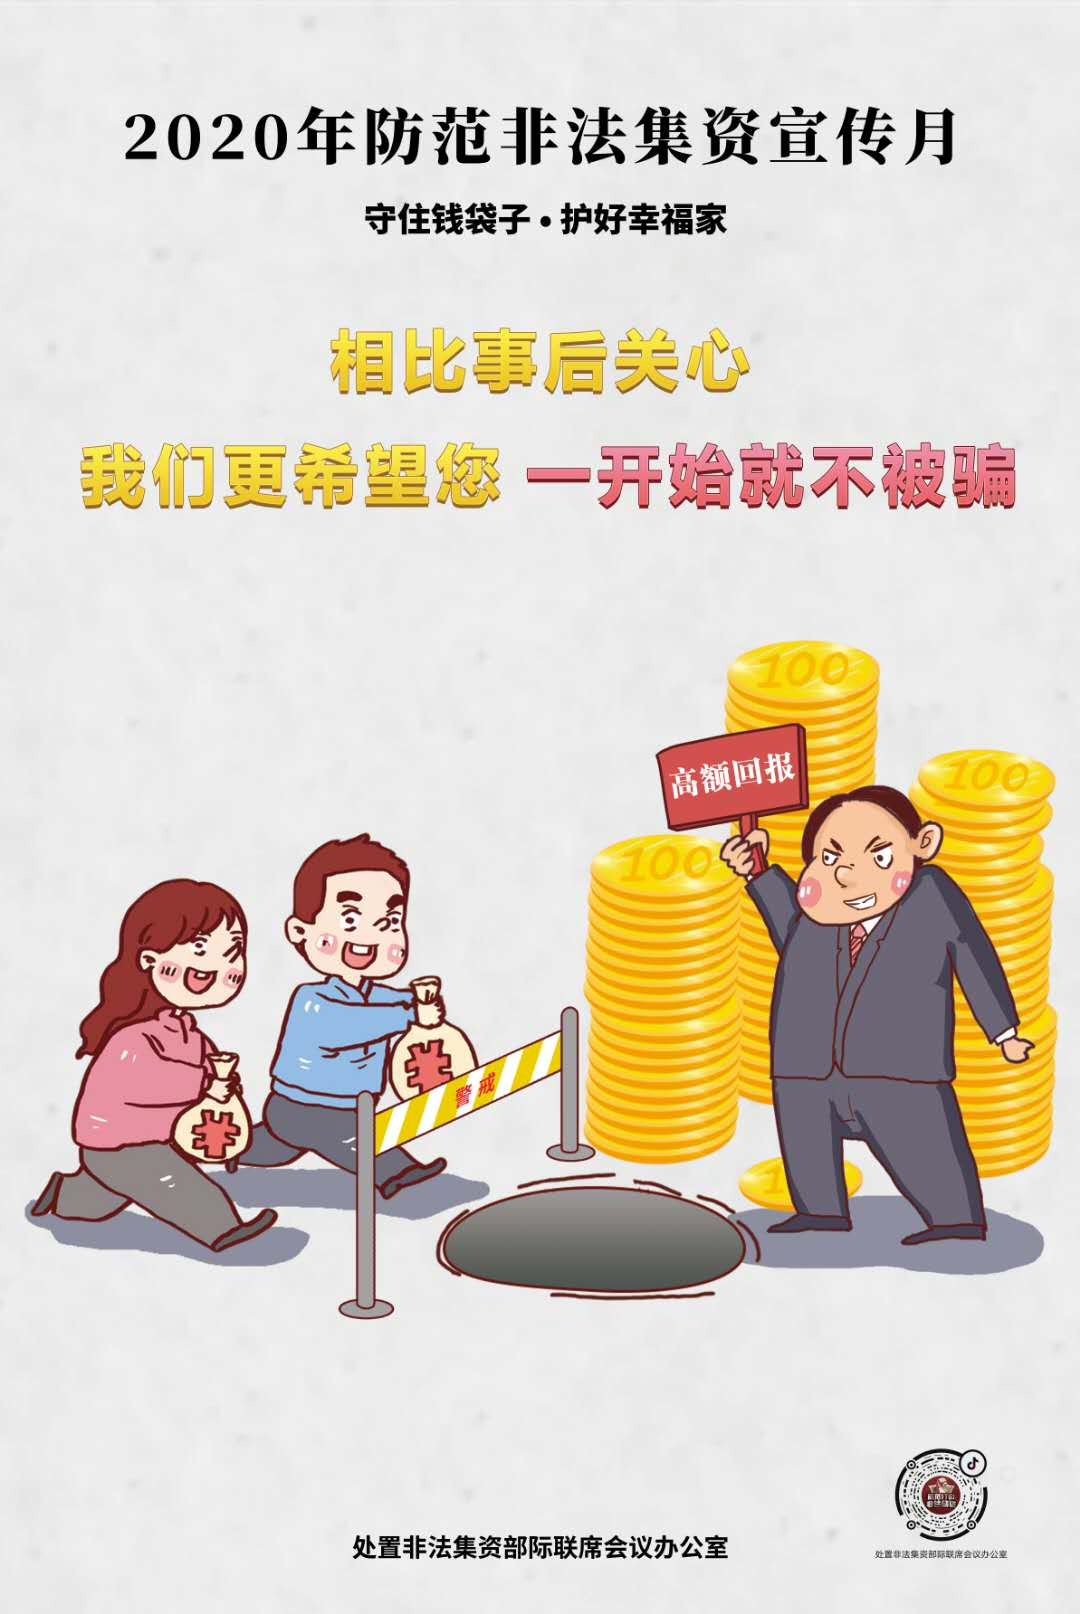 2020年防范非法集资宣传月
守住钱袋子·护好幸福家
相比事后关心
我们更希望您 一开始就不被骗
100
100
高额回报
100
警戒
处置非法集资部际联席会议办公室
处置非法集资部际联席会议办公室